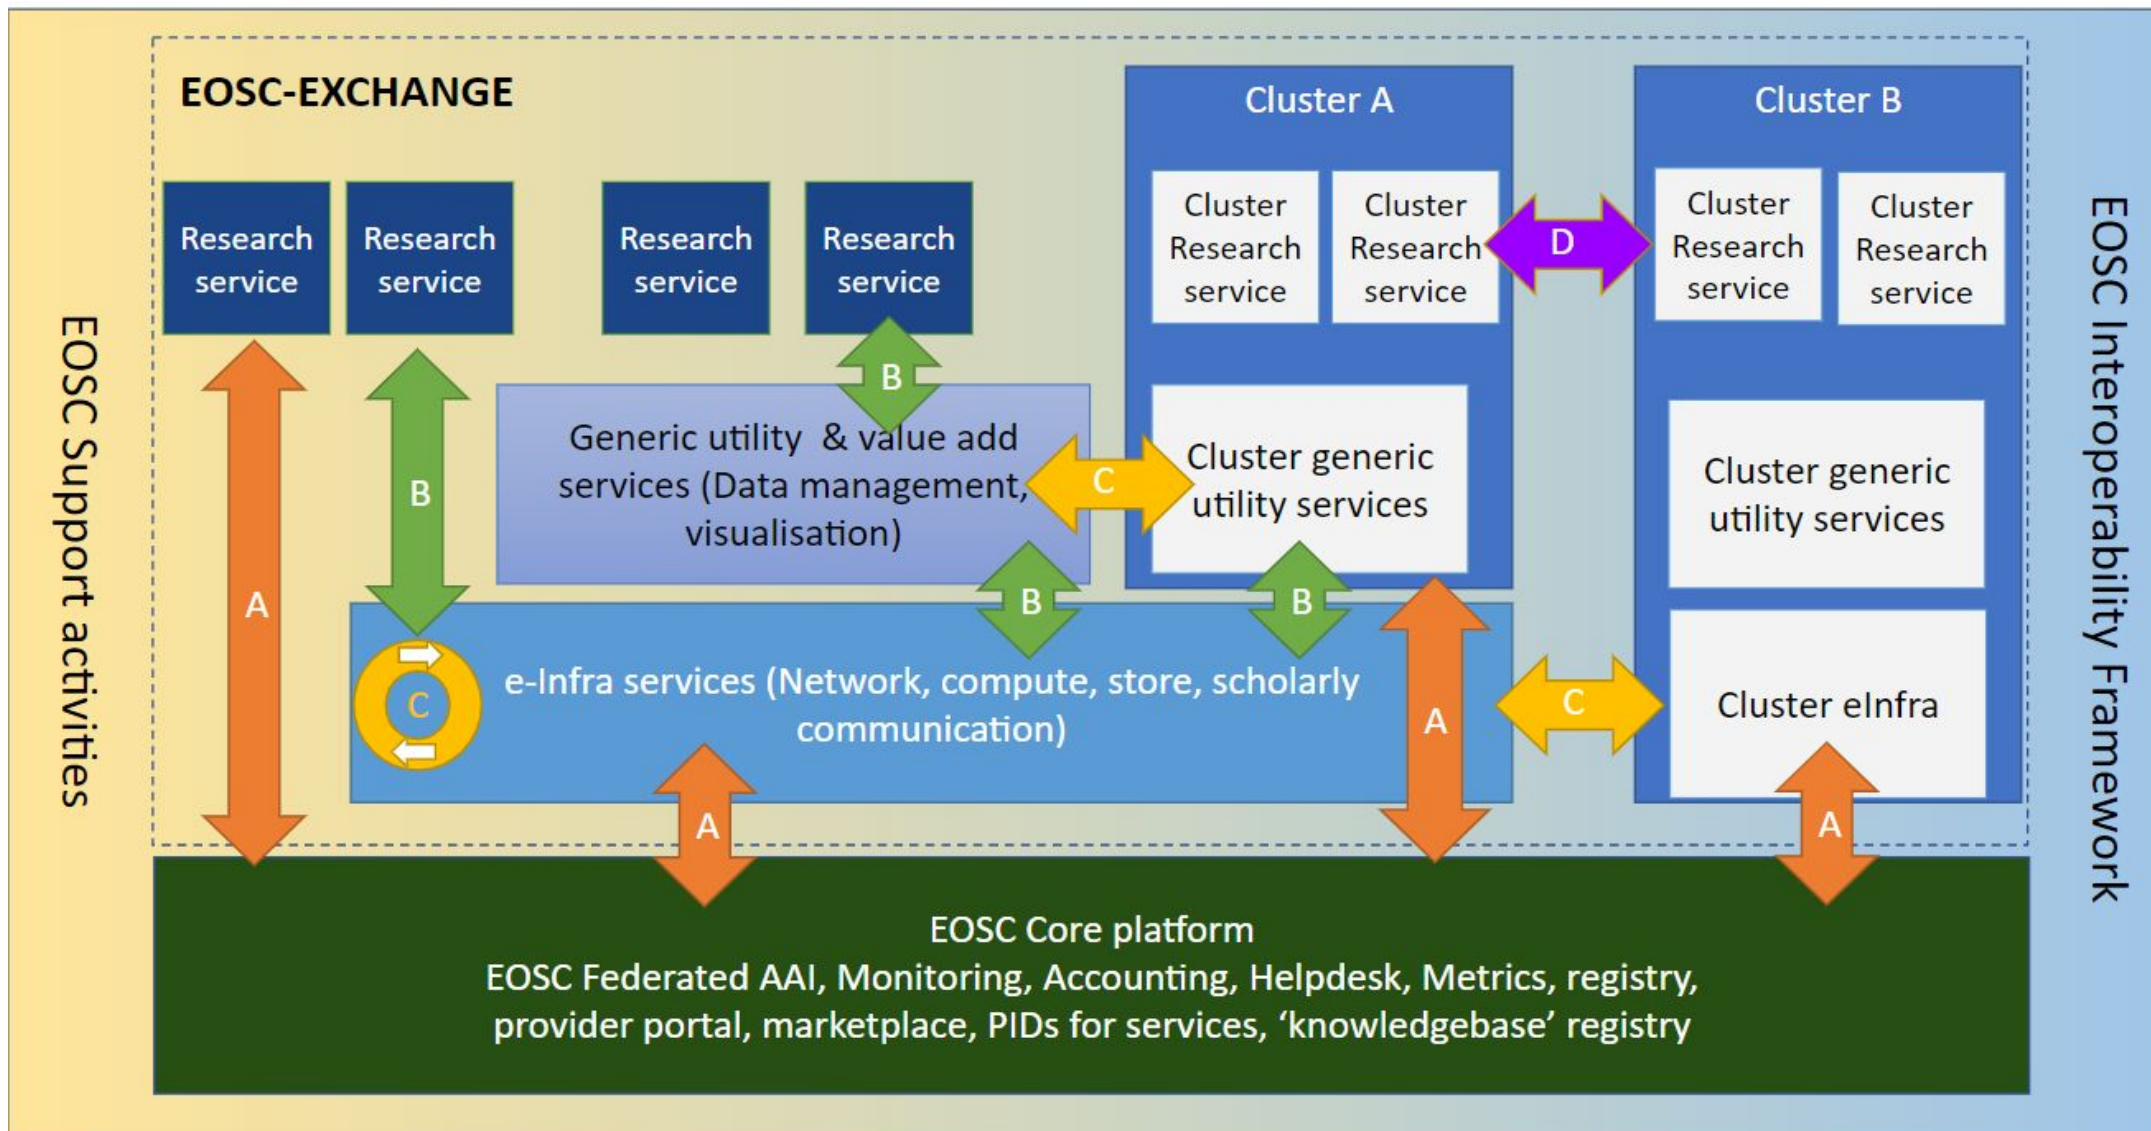 EOSC-EXCHANGE
Cluster A
Cluster B
Research
service
Research
service
Research
service
Research
service
Cluster
Research
service
Cluster
Research
service
D
Cluster
Research
service
Cluster
Research
service
EOSC Support activities
EOSC Interoperability Framework
A
B
B
Generic utility & value add
services (Data management,
visualisation)
C
Cluster generic
utility services
Cluster generic
utility services
B
B
C
e-Infra services (Network, compute, store, scholarly
communication)
A
C
Cluster eInfra
A
A
EOSC Core platform
EOSC Federated AAI, Monitoring, Accounting, Helpdesk, Metrics, registry,
provider portal, marketplace, PIDs for services, ‘knowledgebase’ registry